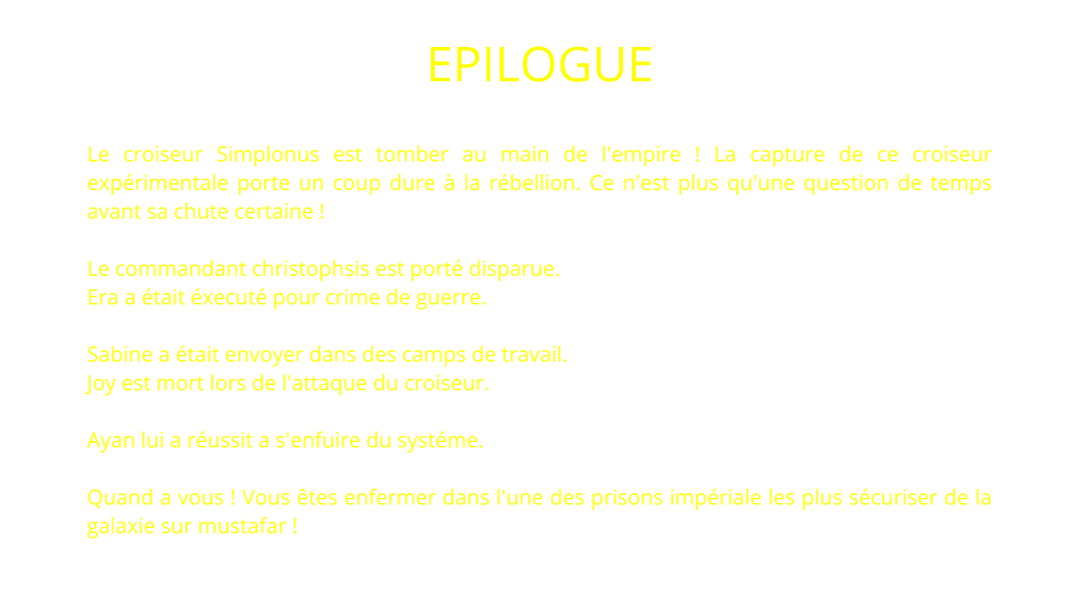 EPILOGUE
Le croiseur Simplonus est tomber au main de l'empire ! La capture de ce croiseur
expérimentale porte un coup dure à la rébellion. Ce n'est plus qu'une question de temps
avant sa chute certaine !
Le commandant christophsis est porté disparue.
Era a était éxecuté pour crime de guerre.
Sabine a était envoyer dans des camps de travail.
Joy est mort lors de l'attaque du croiseur.
Ayan lui a réussit a s'enfuire du systéme.
Quand a vous ! Vous êtes enfermer dans l'une des prisons impériale les plus sécuriser de la
galaxie sur mustafar !